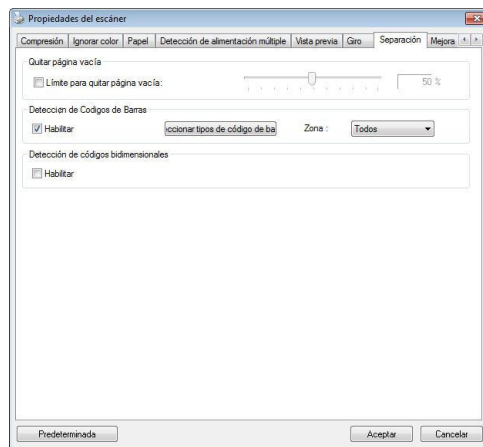 Propiedades del escáner
Compresión Ignorar color Papel Detección de alimentación múltiple Vista previa Giro Separación Mejora
Quitar página vacía
Límite para quitar página vacía: 50 %
Detección de Codigos de Barras
Habilitar ccionar tipos de código de ba Zona : Todos
Detección de códigos bidimensionales
Habilitar
Predeterminada Aceptar Cancelar